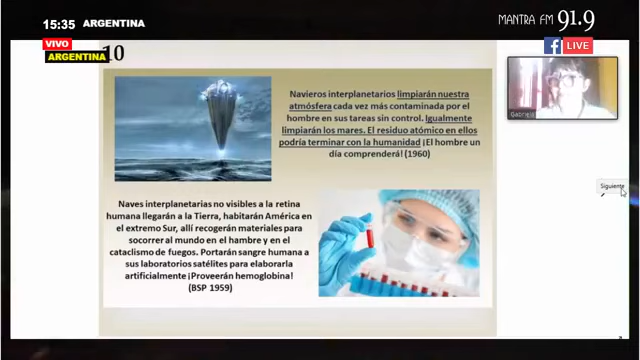 15:35 ARGENTINA
MANTRA FM 91.9
VIVO
ARGENTINA
10
f LIVE
Navieros interplanetarios limpiarán nuestra
atmósfera cada vez más contaminada por el
hombre en sus tareas sin control. Igualmente
limpiarán los mares. El residuo atómico en ellos
podría terminar con la humanidad ¡El hombre un
día comprenderá! (1960)
Gabriela
Siguiente
Naves interplanetarias no visibles a la retina
humana llegarán a la Tierra, habitarán América en
el extremo Sur, allí recogerán materiales para
socorrer al mundo en el hambre y en el
cataclismo de fuegos. Portarán sangre humana a
sus laboratorios satélites para elaborarla
artificialmente ¡Proveerán hemoglobina!
(BSP 1959)